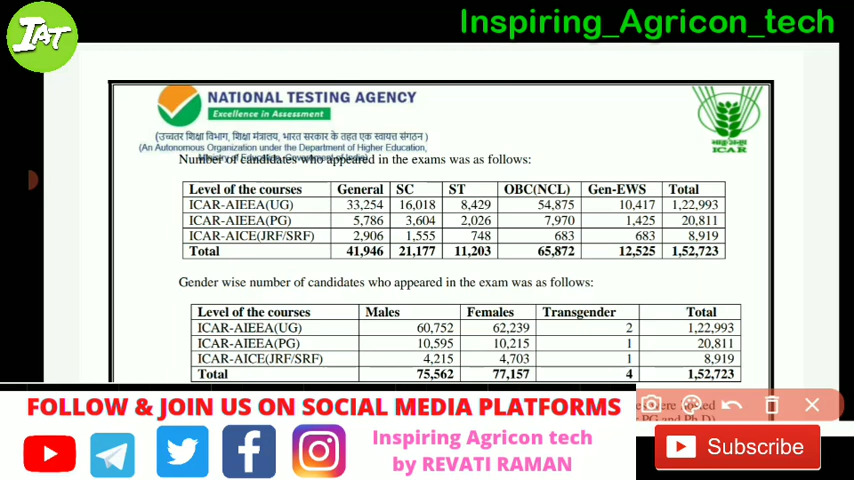 IAT
Inspiring_Agricon_tech
NATIONAL TESTING AGENCY
Excellence in Assessment
(उच्चतर शिक्षा विभाग, शिक्षा मंत्रालय, भारत सरकार के तहत एक स्वायत्त संगठन)
(An Autonomous Organization under the Department of Higher Education,
Ministry of Education, Government of India)
ICAR
Number of candidates who appeared in the exams was as follows:
Level of the courses General SC ST OBC(NCL) Gen-EWS Total
ICAR-AIEEA(UG) 33,254 16,018 8,429 54,875 10,417 1,22,993
ICAR-AIEEA(PG) 5,786 3,604 2,026 7,970 1,425 20,811
ICAR-AICE(JRF/SRF) 2,906 1,555 748 683 683 8,919
Total 41,946 21,177 11,203 65,872 12,525 1,52,723
Gender wise number of candidates who appeared in the exam was as follows:
Level of the courses Males Females Transgender Total
ICAR-AIEEA(UG) 60,752 62,239 2 1,22,993
ICAR-AIEEA(PG) 10,595 10,215 1 20,811
ICAR-AICE(JRF/SRF) 4,215 4,703 1 8,919
Total 75,562 77,157 4 1,52,723
PG and Ph.D)
FOLLOW & JOIN US ON SOCIAL MEDIA PLATFORMS
Inspiring Agricon tech
by REVATI RAMAN
Subscribe